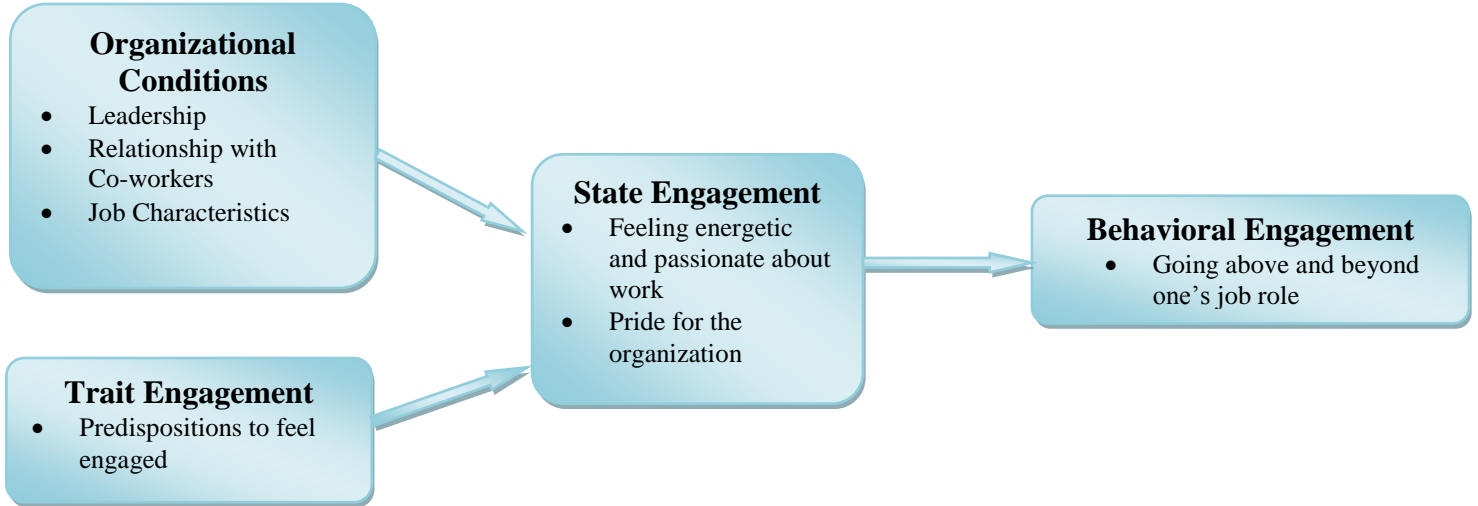 Organizational
Conditions
• Leadership
• Relationship with
Co-workers
• Job Characteristics
Trait Engagement
• Predispositions to feel
engaged
State Engagement
• Feeling energetic
and passionate about
work
• Pride for the
organization
Behavioral Engagement
• Going above and beyond
one’s job role